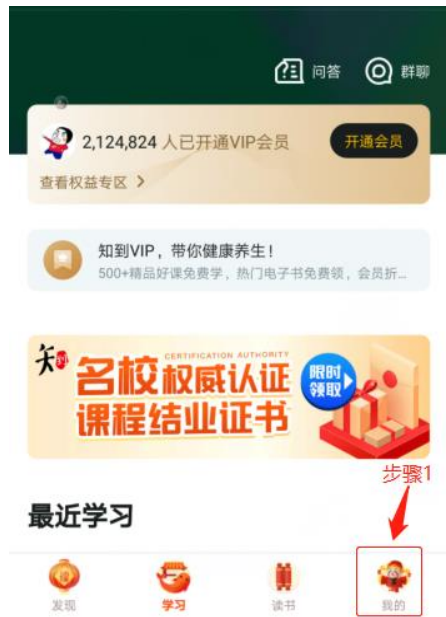 问答 群聊
2,124,824 人已开通VIP会员 开通会员
查看权益专区 >
知到VIP，带你健康养生！
500+精品好课免费学，热门电子书免费领，会员折...
知到
CERTIFICATION AUTHORITY
名校权威认证
课程结业证书
限时
领取
步骤1
最近学习
发现 学习 读书 我的